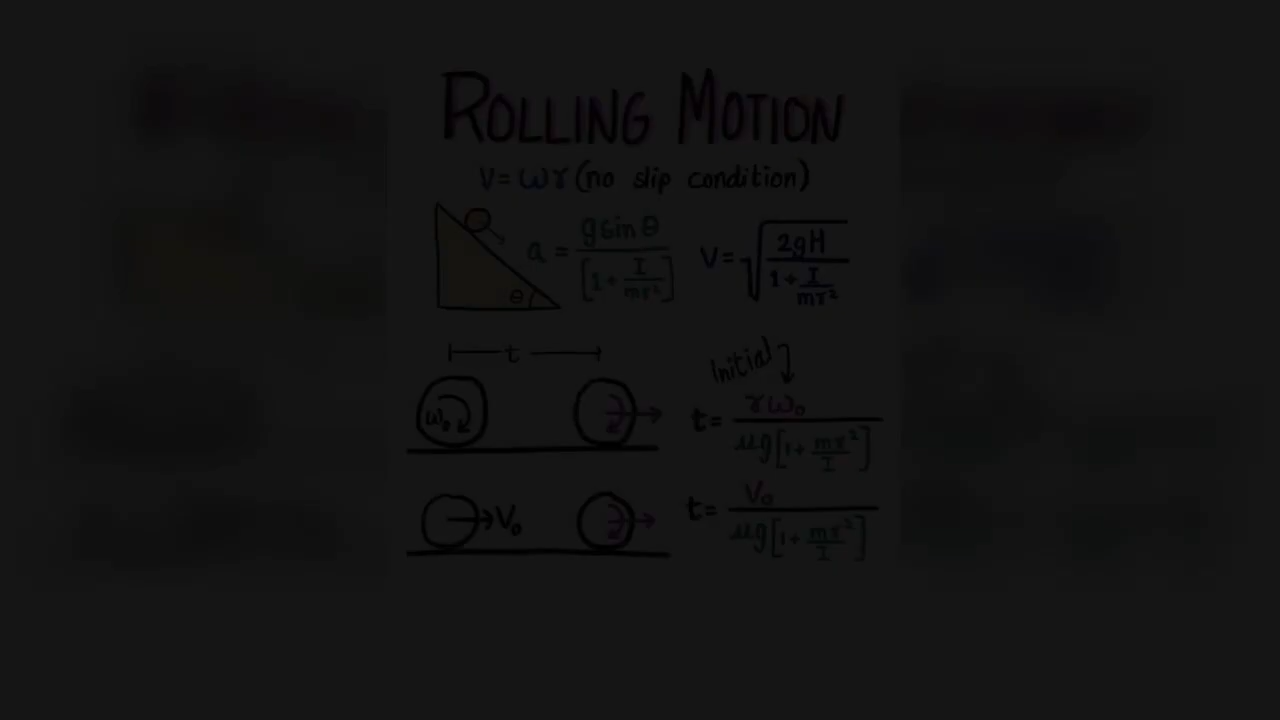 ROLLING MOTION
V = ωr (no slip condition)
a = g sin θ / [1 + I/mr²]
V = √(2gH / (1 + I/mr²))
θ
t
Initial
ω₀
t = rω₀ / μg[1 + mr²/I]
V₀
t = V₀ / μg[1 + mr²/I]